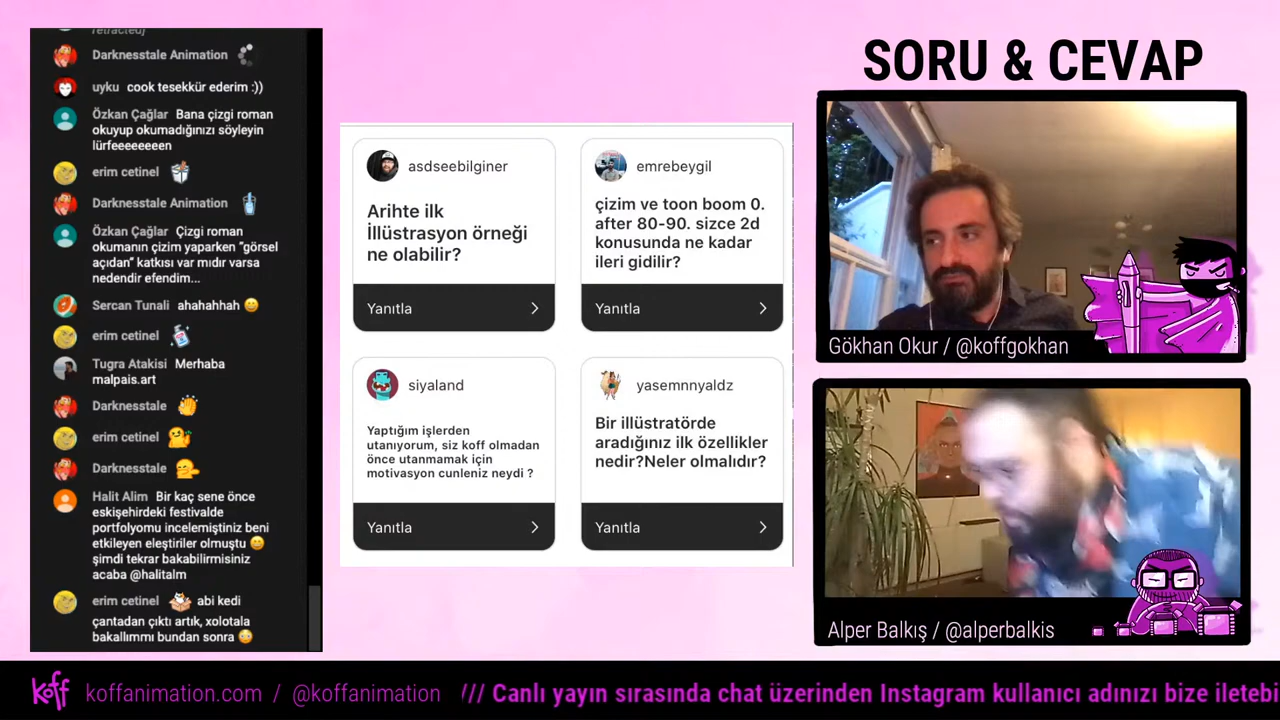 retracted]
Darknesstale Animation
uyku cook tesekkür ederim :))
Özkan Çağlar Bana çizgi roman
okuyup okumadığınızı söyleyin
lürfeeeeeeeen
erim cetinel
Darknesstale Animation
Özkan Çağlar Çizgi roman
okumanın çizim yaparken "görsel
açıdan" katkısı var mıdır varsa
nedendir efendim...
Sercan Tunali ahahahhah
erim cetinel
Tugra Atakisi Merhaba
malpais.art
Darknesstale
erim cetinel
Darknesstale
Halit Alim Bir kaç sene önce
eskişehirdeki festivalde
portfolyomu incelemiştiniz beni
etkileyen eleştiriler olmuştu
şimdi tekrar bakabilirmisiniz
acaba @halitalm
erim cetinel abi kedi
çantadan çıktı artık, xolotala
bakallımmı bundan sonra
asdseebilginer
Arihte ilk
İllüstrasyon örneği
ne olabilir?
Yanıtla
emrebeygil
çizim ve toon boom 0.
after 80-90. sizce 2d
konusunda ne kadar
ileri gidilir?
Yanıtla
siyaland
Yaptığım işlerden
utanıyorum, siz koff olmadan
önce utanmamak için
motivasyon cunleniz neydi ?
Yanıtla
yasemnnyaldz
Bir illüstratörde
aradığınız ilk özellikler
nedir?Neler olmalıdır?
Yanıtla
SORU & CEVAP
Gökhan Okur / @koffgokhan
Alper Balkış / @alperbalkis
koff koffanimation.com / @koffanimation /// Canlı yayın sırasında chat üzerinden Instagram kullanıcı adınızı bize iletebi